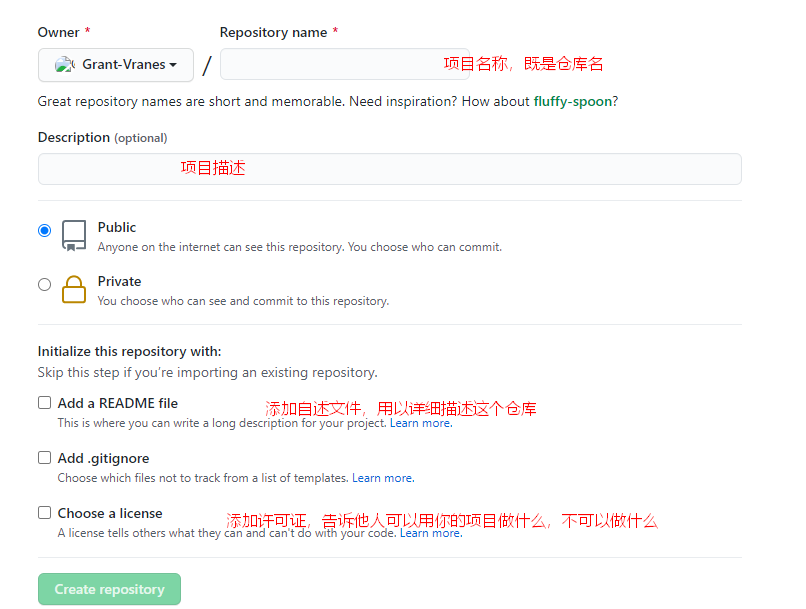 Owner *
Repository name *
Grant-Vranes
/
项目名称，既是仓库名
Great repository names are short and memorable. Need inspiration? How about fluffy-spoon?
Description (optional)
项目描述
Public
Anyone on the internet can see this repository. You choose who can commit.
Private
You choose who can see and commit to this repository.
Initialize this repository with:
Skip this step if you're importing an existing repository.
Add a README file
添加自述文件，用以详细描述这个仓库
This is where you can write a long description for your project. Learn more.
Add .gitignore
Choose which files not to track from a list of templates. Learn more.
Choose a license
添加许可证，告诉他人可以用你的项目做什么，不可以做什么
A license tells others what they can and can't do with your code. Learn more.
Create repository